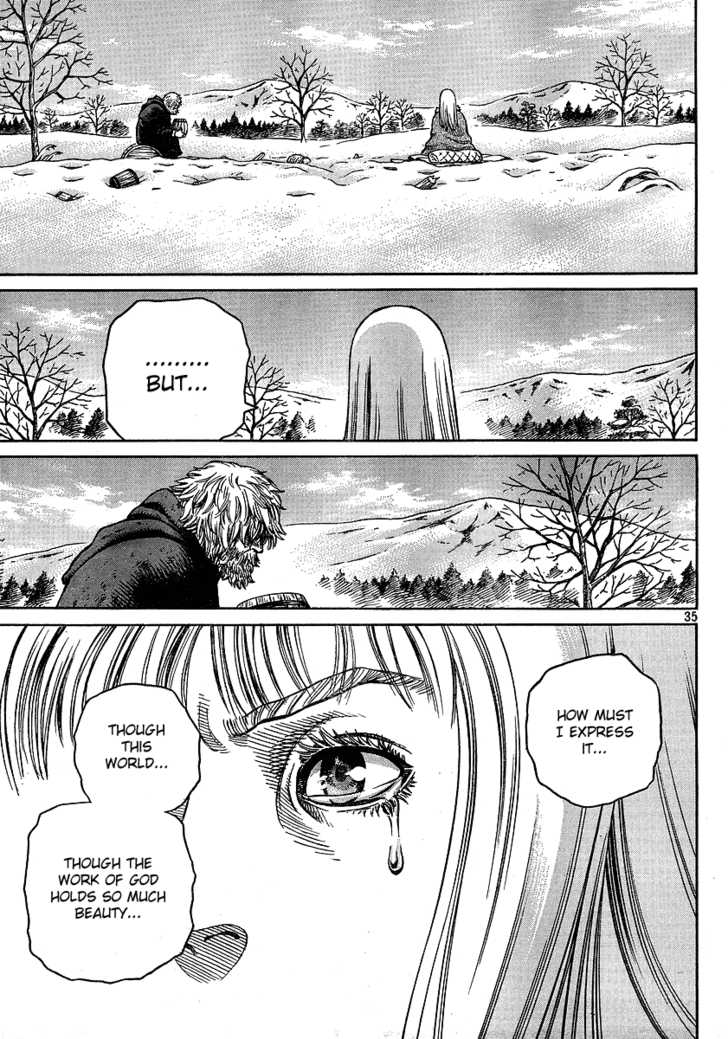 .........
BUT...
35
HOW MUST
I EXPRESS
IT...
THOUGH
THIS
WORLD...
THOUGH THE
WORK OF GOD
HOLDS SO MUCH
BEAUTY...